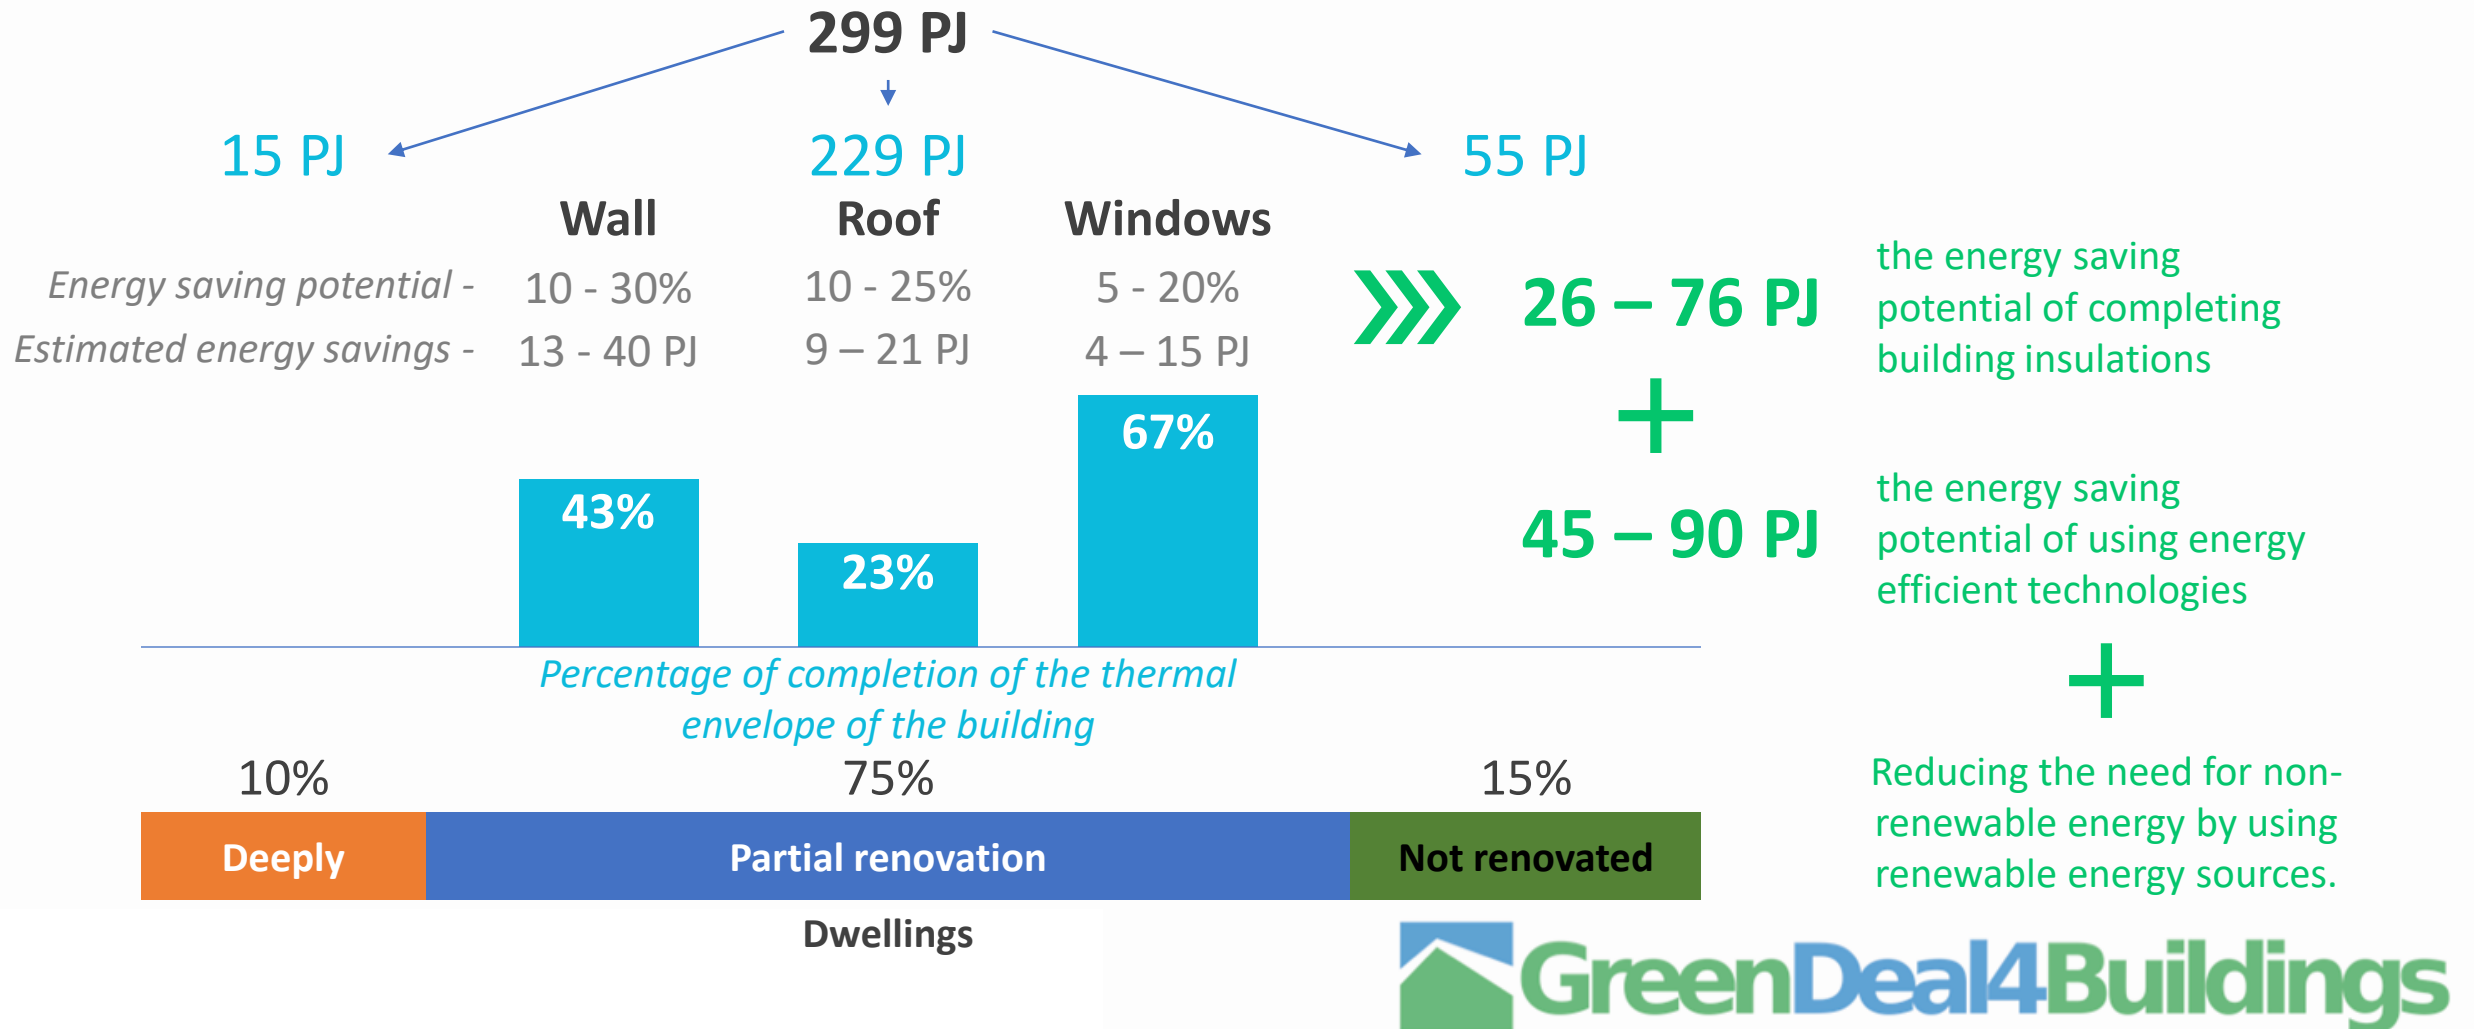 299 PJ
15 PJ
229 PJ
55 PJ
Wall
Roof
Windows
Energy saving potential -
10 - 30%
10 - 25%
5 - 20%
Estimated energy savings -
13 - 40 PJ
9 – 21 PJ
4 – 15 PJ
26 – 76 PJ
the energy saving
potential of completing
building insulations
+
45 – 90 PJ
the energy saving
potential of using energy
efficient technologies
+
Reducing the need for non-
renewable energy by using
renewable energy sources.
43%
23%
67%
Percentage of completion of the thermal
envelope of the building
10%
75%
15%
Deeply
Partial renovation
Not renovated
Dwellings
GreenDeal4Buildings